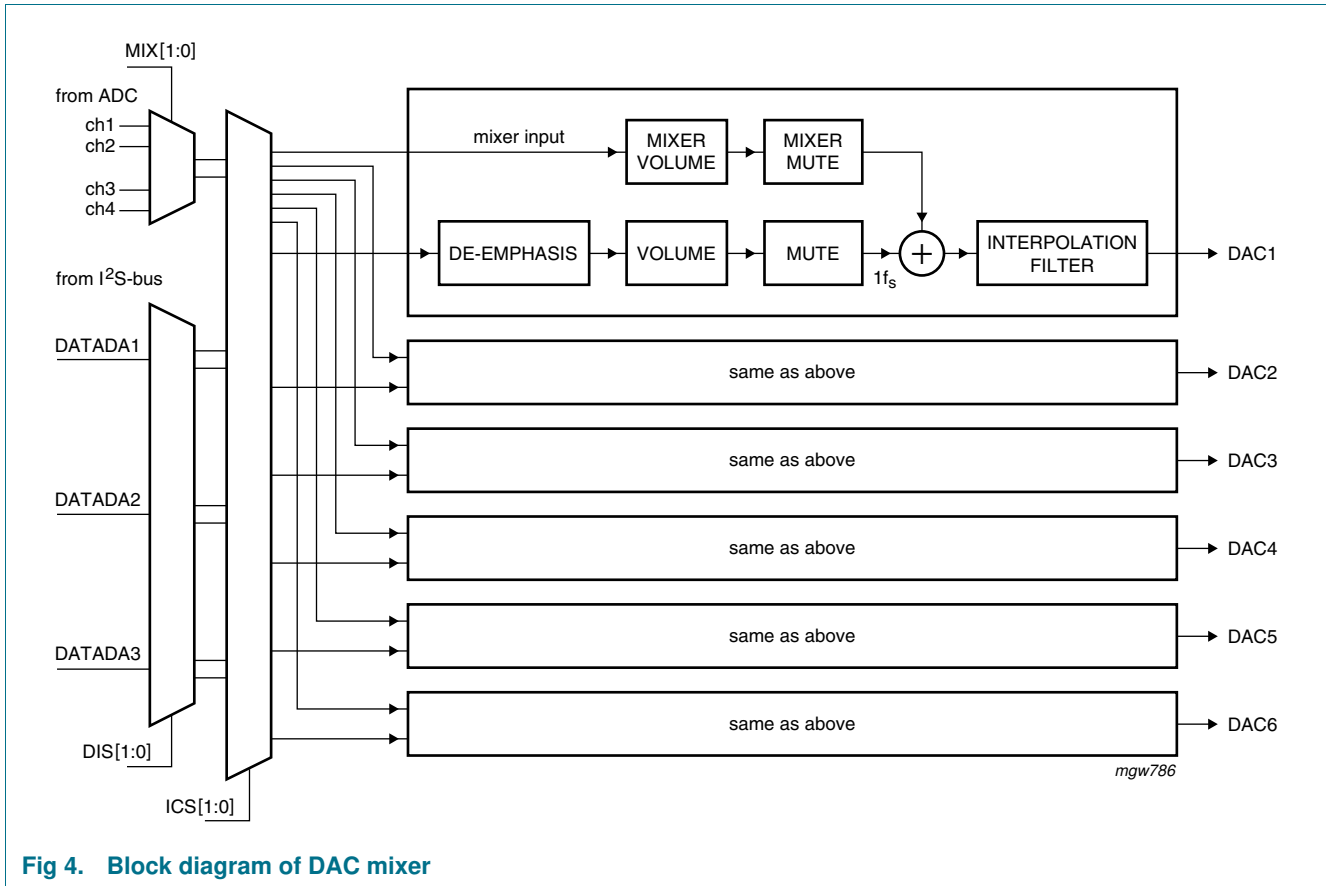 MIX[1:0]
from ADC
ch1
ch2
ch3
ch4
mixer input
MIXER
VOLUME
MIXER
MUTE
DE-EMPHASIS
VOLUME
MUTE
1fs
+
INTERPOLATION
FILTER
DAC1
from I2S-bus
DATADA1
same as above
DAC2
same as above
DAC3
DATADA2
same as above
DAC4
same as above
DAC5
DATADA3
same as above
DAC6
DIS[1:0]
mgw786
ICS[1:0]
Fig 4. Block diagram of DAC mixer